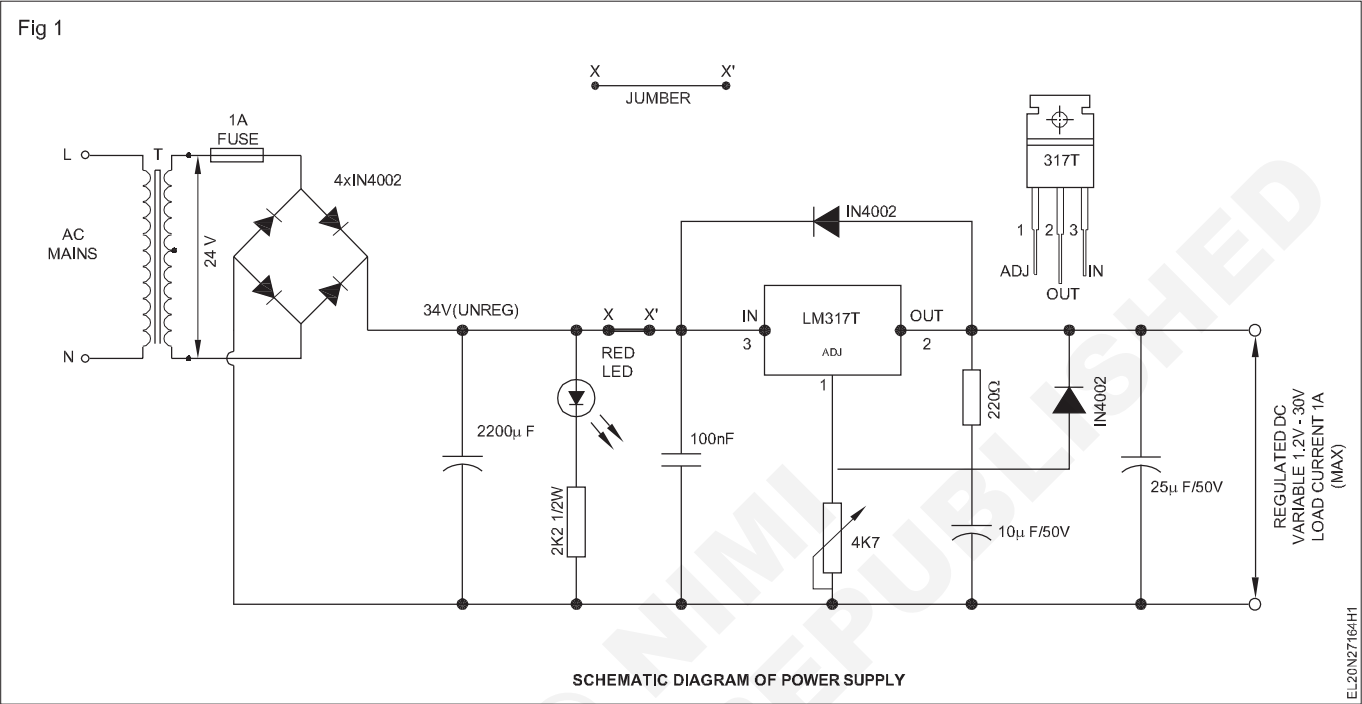 Fig 1
X X'
JUMBER
1A
FUSE
L
T
4xIN4002
AC
MAINS
24 V
N
34V(UNREG)
X X'
RED
LED
2200µ F
2K2 1/2W
100nF
IN4002
IN
3
LM317T
ADJ
1
OUT
2
317T
1 2 3
ADJ
IN
OUT
220Ω
IN4002
4K7
10µ F/50V
25µ F/50V
REGULATED DC
VARIABLE 1.2V - 30V
LOAD CURRENT 1A
(MAX)
© NIMI
REPUBLISHED
SCHEMATIC DIAGRAM OF POWER SUPPLY
EL20N27164H1